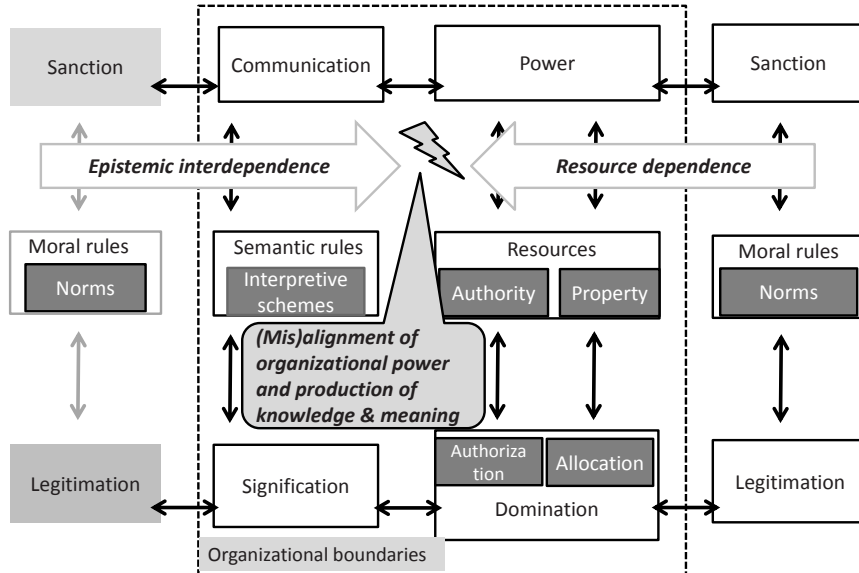 Sanction
Communication
Power
Sanction
Epistemic interdependence
Resource dependence
Moral rules
Norms
Semantic rules
Interpretive
schemes
Resources
Authority
Property
Moral rules
Norms
(Mis)alignment of
organizational power
and production of
knowledge & meaning
Legitimation
Signification
Authoriza
tion
Allocation
Domination
Legitimation
Organizational boundaries